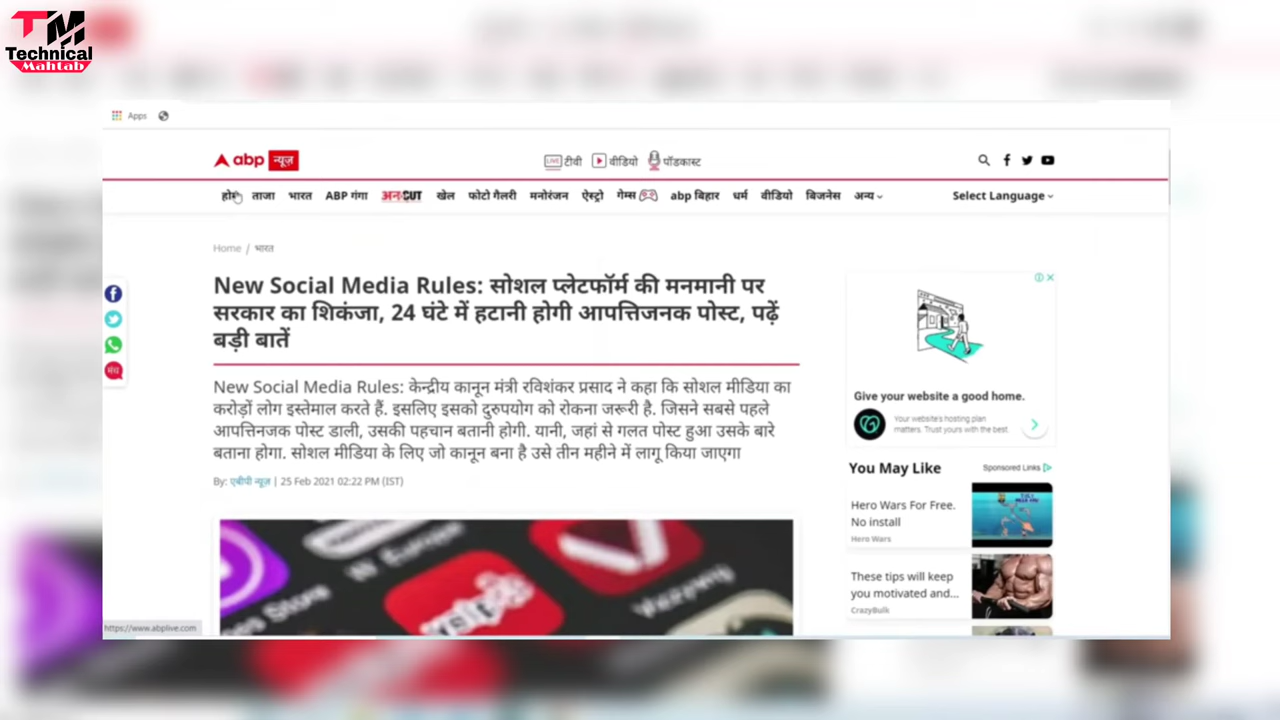 TM
Technical
Mahtab
Apps
abp न्यूज़
LIVE टीवी वीडियो पॉडकास्ट
होम ताजा भारत ABP गंगा अनCUT खेल फोटो गैलरी मनोरंजन ऐस्ट्रो गेम्स abp बिहार धर्म वीडियो बिजनेस अन्य Select Language
Home / भारत
New Social Media Rules: सोशल प्लेटफॉर्म की मनमानी पर
सरकार का शिकंजा, 24 घंटे में हटानी होगी आपत्तिजनक पोस्ट, पढ़ें
बड़ी बातें
New Social Media Rules: केन्द्रीय कानून मंत्री रविशंकर प्रसाद ने कहा कि सोशल मीडिया का
करोड़ों लोग इस्तेमाल करते हैं. इसलिए इसको दुरुपयोग को रोकना जरूरी है. जिसने सबसे पहले
आपत्तिनजक पोस्ट डाली, उसकी पहचान बतानी होगी. यानी, जहां से गलत पोस्ट हुआ उसके बारे
बताना होगा. सोशल मीडिया के लिए जो कानून बना है उसे तीन महीने में लागू किया जाएगा
By: एबीपी न्यूज़ | 25 Feb 2021 02:22 PM (IST)
मंच
Give your website a good home.
Your website's hosting plan
matters. Trust yours with the best.
You May Like Sponsored Links
Hero Wars For Free.
No install
Hero Wars
These tips will keep
you motivated and...
CrazyBulk
yelp
https://www.abplive.com